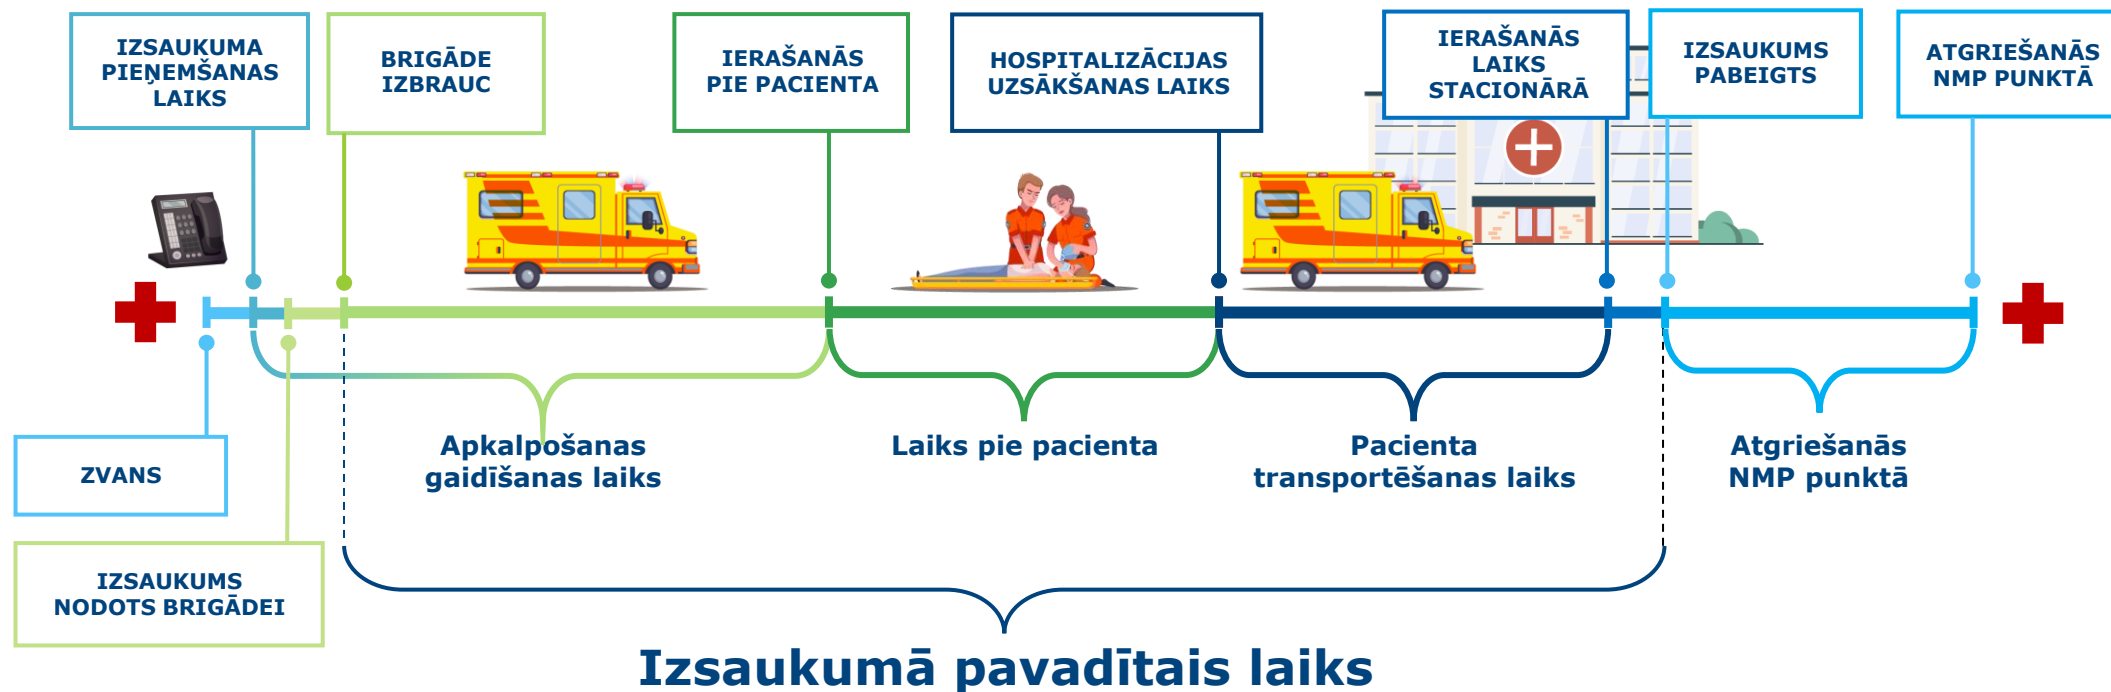 IZSAUKUMA
PIEŅEMŠANAS
LAIKS
BRIGĀDE
IZBRAUC
IERAŠANĀS
PIE PACIENTA
HOSPITALIZĀCIJAS
UZSĀKŠANAS LAIKS
IERAŠANĀS
LAIKS
STACIONĀRĀ
IZSAUKUMS
PABEIGTS
ATGRIEŠANĀS
NMP PUNKTĀ
ZVANS
IZSAUKUMS
NODOTS BRIGĀDEI
Apkalpošanas
gaidīšanas laiks
Laiks pie pacienta
Pacienta
transportēšanas laiks
Atgriešanās
NMP punktā
Izsaukumā pavadītais laiks